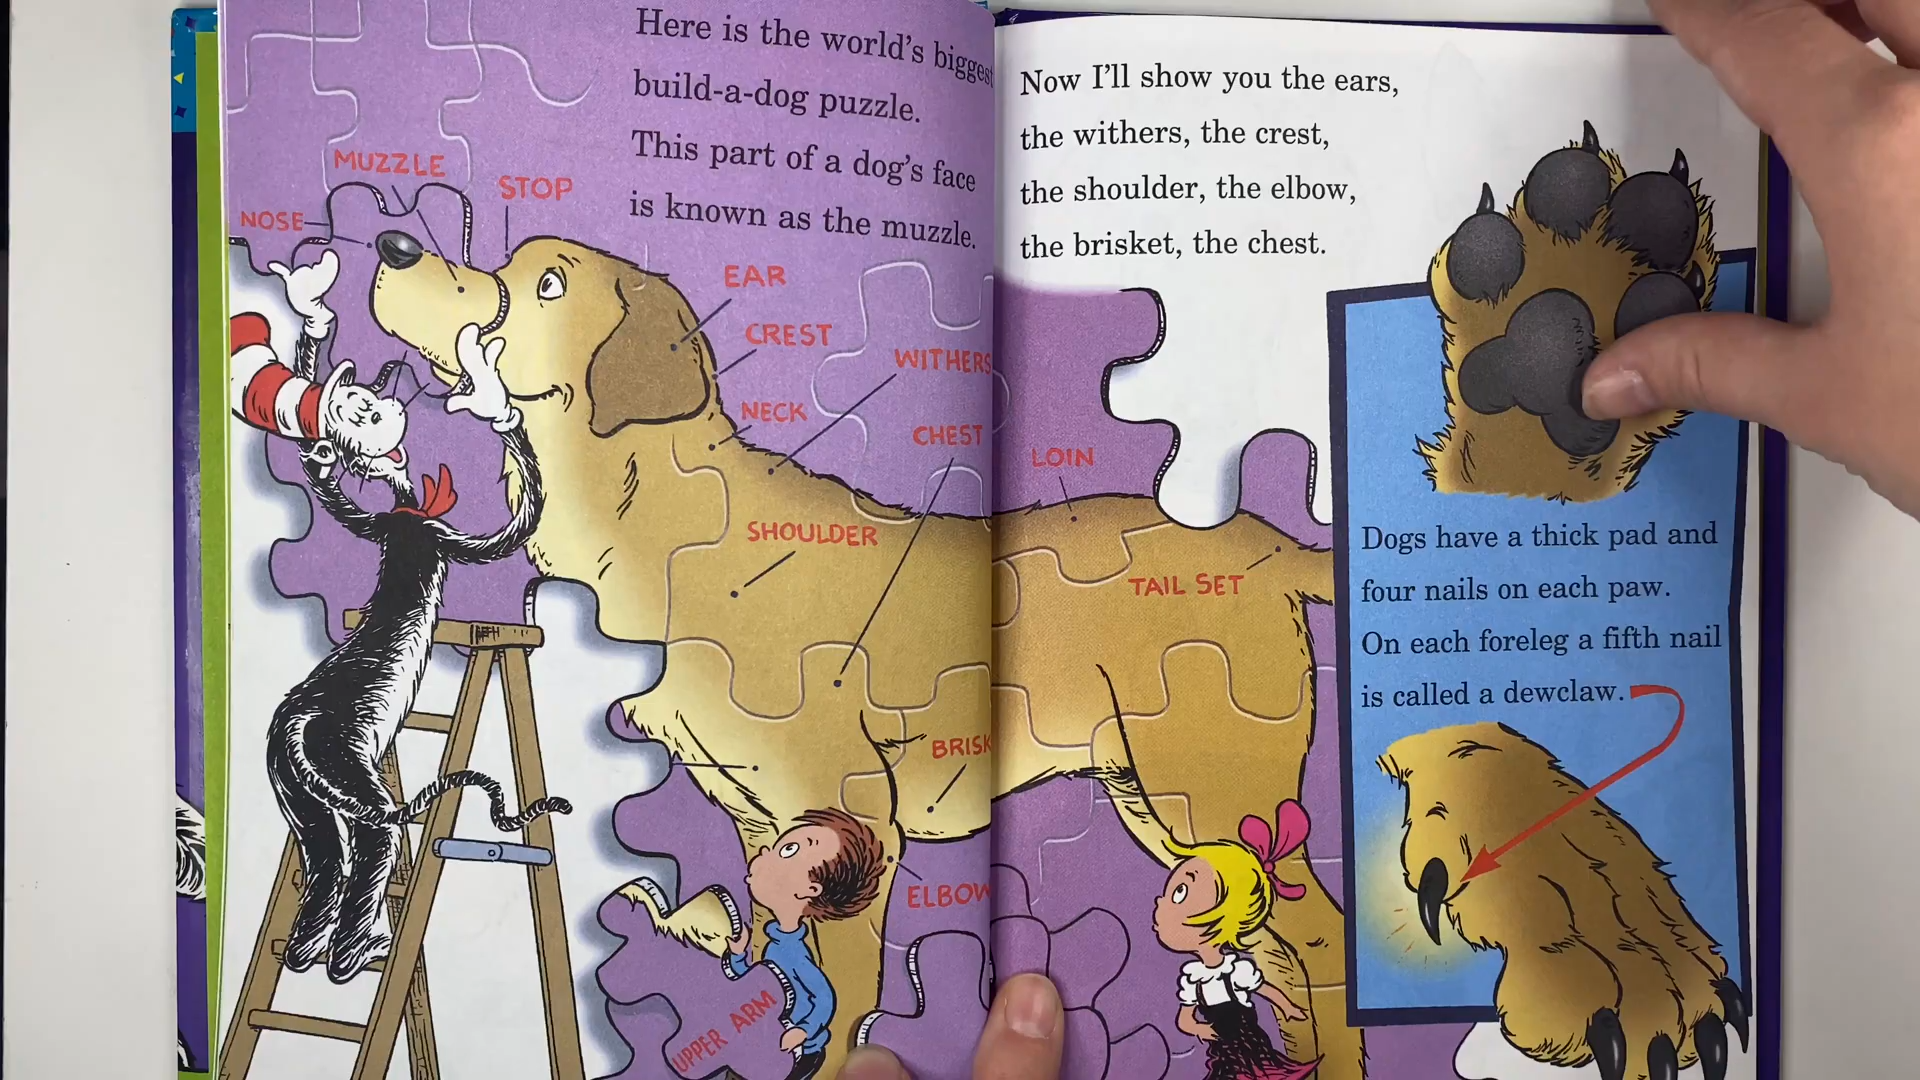 Here is the world's biggest
build-a-dog puzzle.
This part of a dog's face
is known as the muzzle.
MUZZLE
STOP
NOSE
EAR
CREST
WITHERS
NECK
CHEST
SHOULDER
BRISK
ELBOW
UPPER ARM
Now I'll show you the ears,
the withers, the crest,
the shoulder, the elbow,
the brisket, the chest.
LOIN
TAIL SET
Dogs have a thick pad and
four nails on each paw.
On each foreleg a fifth nail
is called a dewclaw.